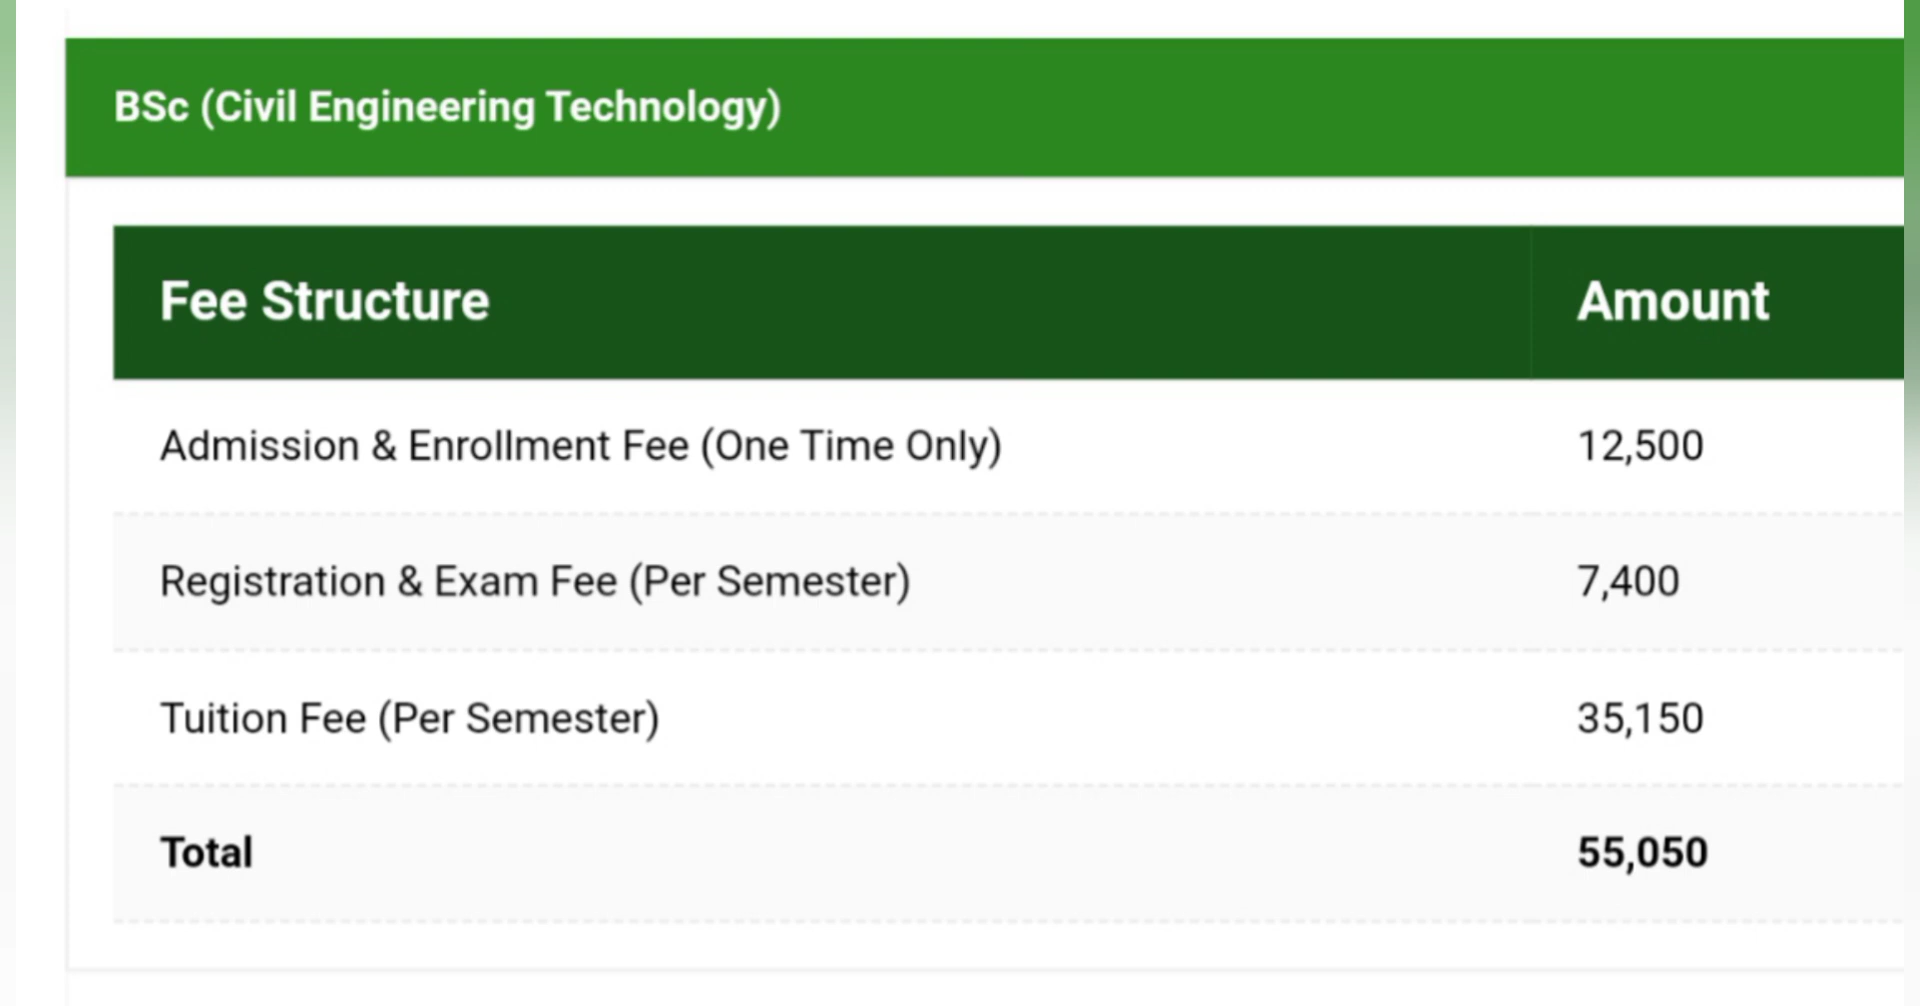 BSc (Civil Engineering Technology)
Fee Structure Amount
Admission & Enrollment Fee (One Time Only) 12,500
Registration & Exam Fee (Per Semester) 7,400
Tuition Fee (Per Semester) 35,150
Total 55,050